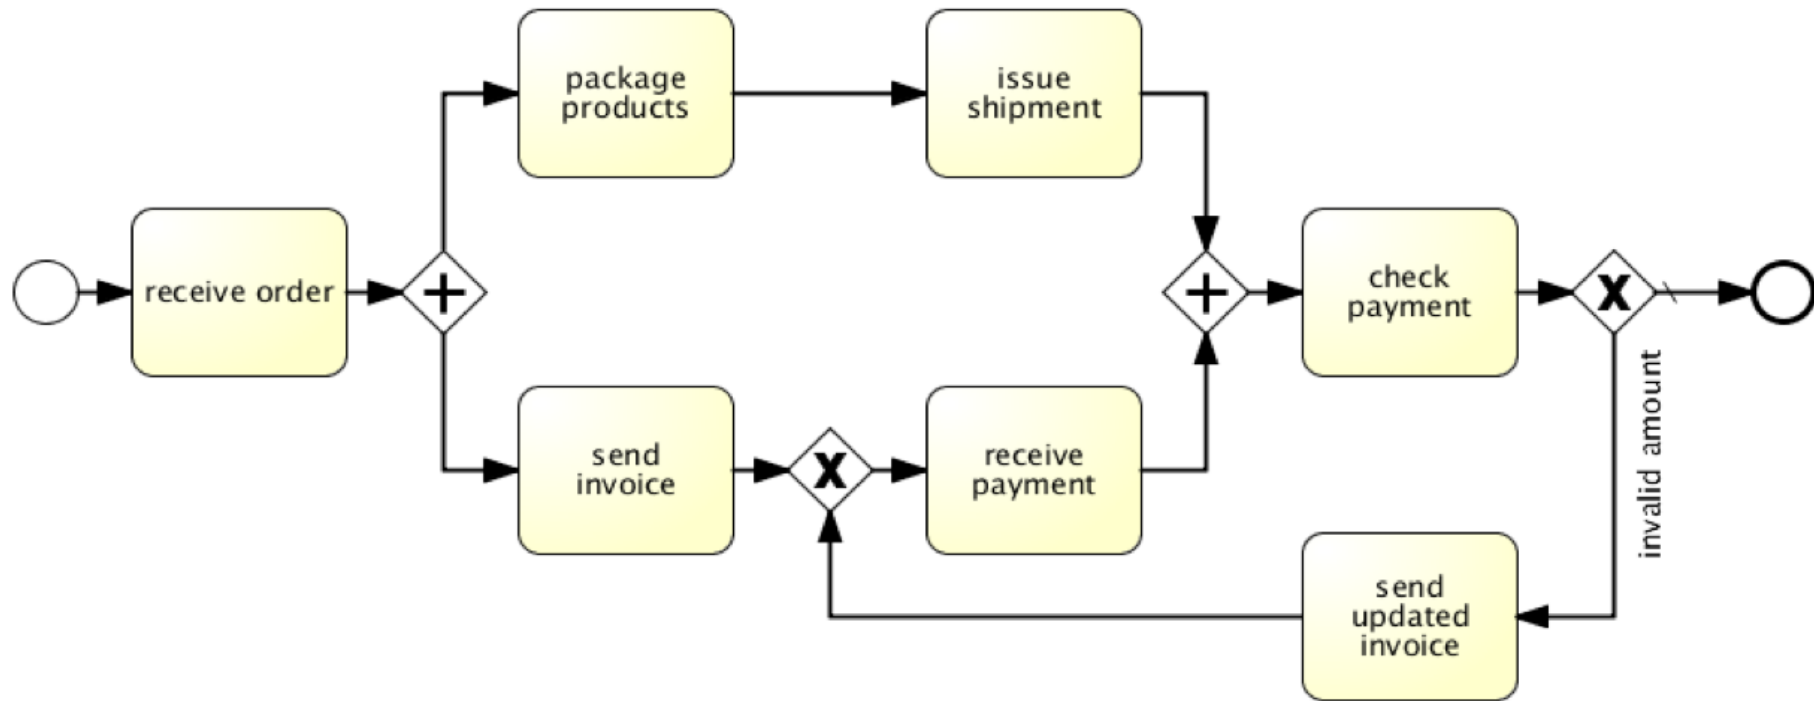 package
products
issue
shipment
receive order
check
payment
send
invoice
receive
payment
invalid amount
send
updated
invoice